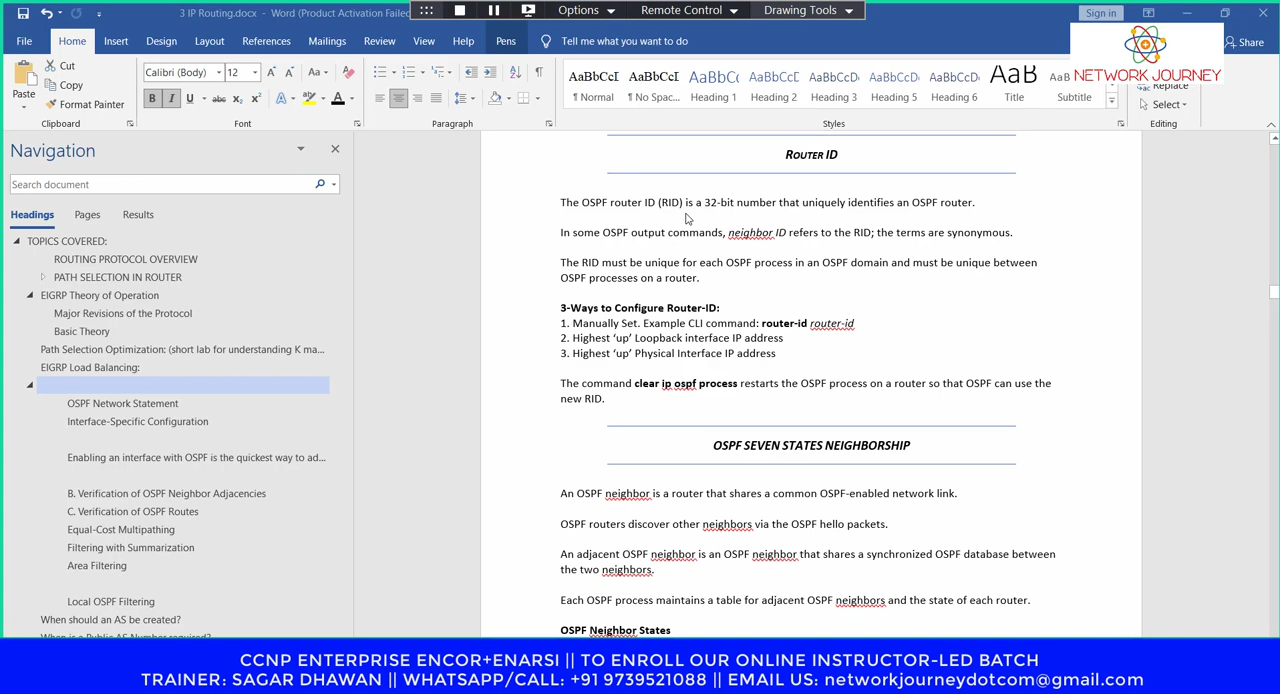 3 IP Routing.docx - Word (Product Activation Failed
Options
Remote Control
Drawing Tools
Sign in
File
Home
Insert
Design
Layout
References
Mailings
Review
View
Help
Pens
Tell me what you want to do
Share
NETWORK JOURNEY
Paste
Cut
Copy
Format Painter
Clipboard
Calibri (Body)
12
Aa
B I U abc X₂ X² A A
Font
Paragraph
AaBbCcI
¶ Normal
AaBbCcI
¶ No Spac...
AaBbC
Heading 1
AaBbCcI
Heading 2
AaBbCcI
Heading 3
AaBbCcI
Heading 5
AaBbCcI
Heading 6
AaB
Title
Subtitle
Styles
Replace
Select
Editing
Navigation
Search document
Headings
Pages
Results
TOPICS COVERED:
ROUTING PROTOCOL OVERVIEW
PATH SELECTION IN ROUTER
EIGRP Theory of Operation
Major Revisions of the Protocol
Basic Theory
Path Selection Optimization: (short lab for understanding K ma...
EIGRP Load Balancing:
OSPF Network Statement
Interface-Specific Configuration
Enabling an interface with OSPF is the quickest way to ad...
B. Verification of OSPF Neighbor Adjacencies
C. Verification of OSPF Routes
Equal-Cost Multipathing
Filtering with Summarization
Area Filtering
Local OSPF Filtering
When should an AS be created?
When is a Public AS Number required?
ROUTER ID
The OSPF router ID (RID) is a 32-bit number that uniquely identifies an OSPF router.
In some OSPF output commands, neighbor ID refers to the RID; the terms are synonymous.
The RID must be unique for each OSPF process in an OSPF domain and must be unique between
OSPF processes on a router.
3-Ways to Configure Router-ID:
1. Manually Set. Example CLI command: router-id router-id
2. Highest ‘up’ Loopback interface IP address
3. Highest ‘up’ Physical Interface IP address
The command clear ip ospf process restarts the OSPF process on a router so that OSPF can use the
new RID.
OSPF SEVEN STATES NEIGHBORSHIP
An OSPF neighbor is a router that shares a common OSPF-enabled network link.
OSPF routers discover other neighbors via the OSPF hello packets.
An adjacent OSPF neighbor is an OSPF neighbor that shares a synchronized OSPF database between
the two neighbors.
Each OSPF process maintains a table for adjacent OSPF neighbors and the state of each router.
OSPF Neighbor States
CCNP ENTERPRISE ENCOR+ENARSI || TO ENROLL OUR ONLINE INSTRUCTOR-LED BATCH
TRAINER: SAGAR DHAWAN || WHATSAPP/CALL: +91 9739521088 || EMAIL US: networkjourneydotcom@gmail.com